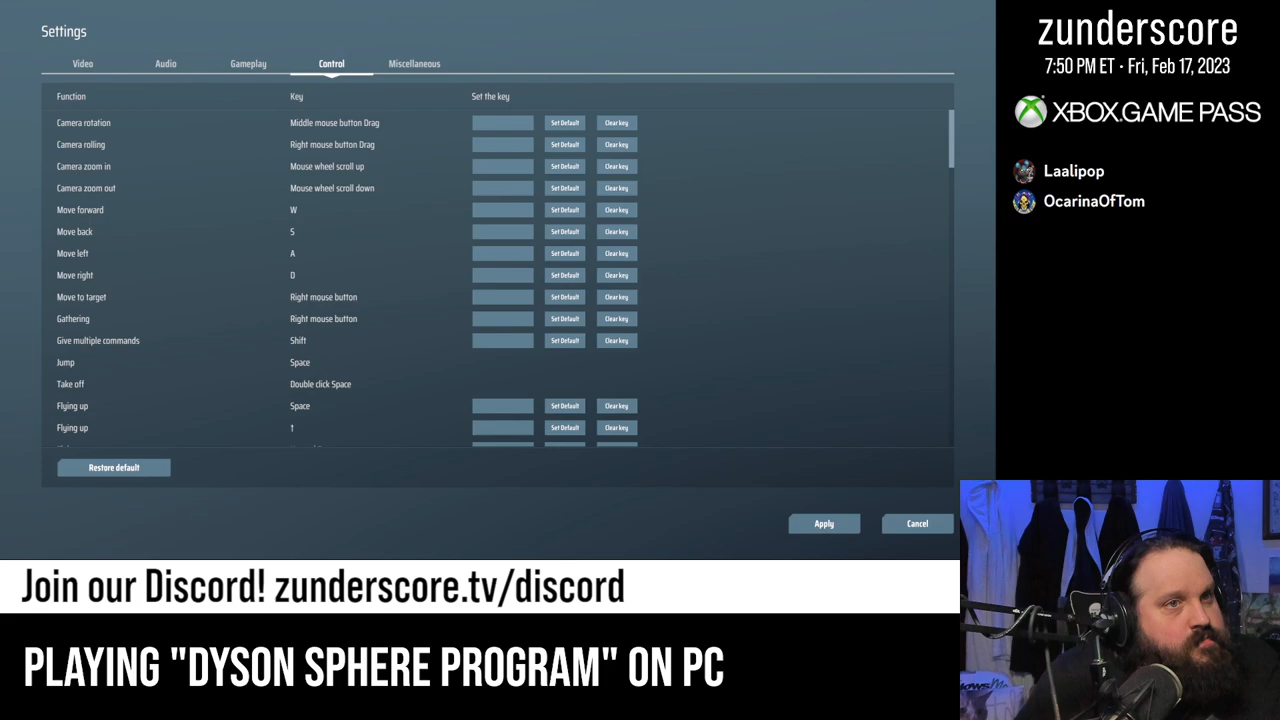 Settings
Video Audio Gameplay Control Miscellaneous
Function Key Set the key
Camera rotation Middle mouse button Drag Set Default Clear key
Camera rolling Right mouse button Drag Set Default Clear key
Camera zoom in Mouse wheel scroll up Set Default Clear key
Camera zoom out Mouse wheel scroll down Set Default Clear key
Move forward W Set Default Clear key
Move back S Set Default Clear key
Move left A Set Default Clear key
Move right D Set Default Clear key
Move to target Right mouse button Set Default Clear key
Gathering Right mouse button Set Default Clear key
Give multiple commands Shift Set Default Clear key
Jump Space
Take off Double click Space
Flying up Space Set Default Clear key
Flying up ↑ Set Default Clear key
Restore default
Apply Cancel
zunderscore
7:50 PM ET • Fri, Feb 17, 2023
XBOX GAME PASS
Laalipop
OcarinaOfTom
Join our Discord! zunderscore.tv/discord
PLAYING "DYSON SPHERE PROGRAM" ON PC